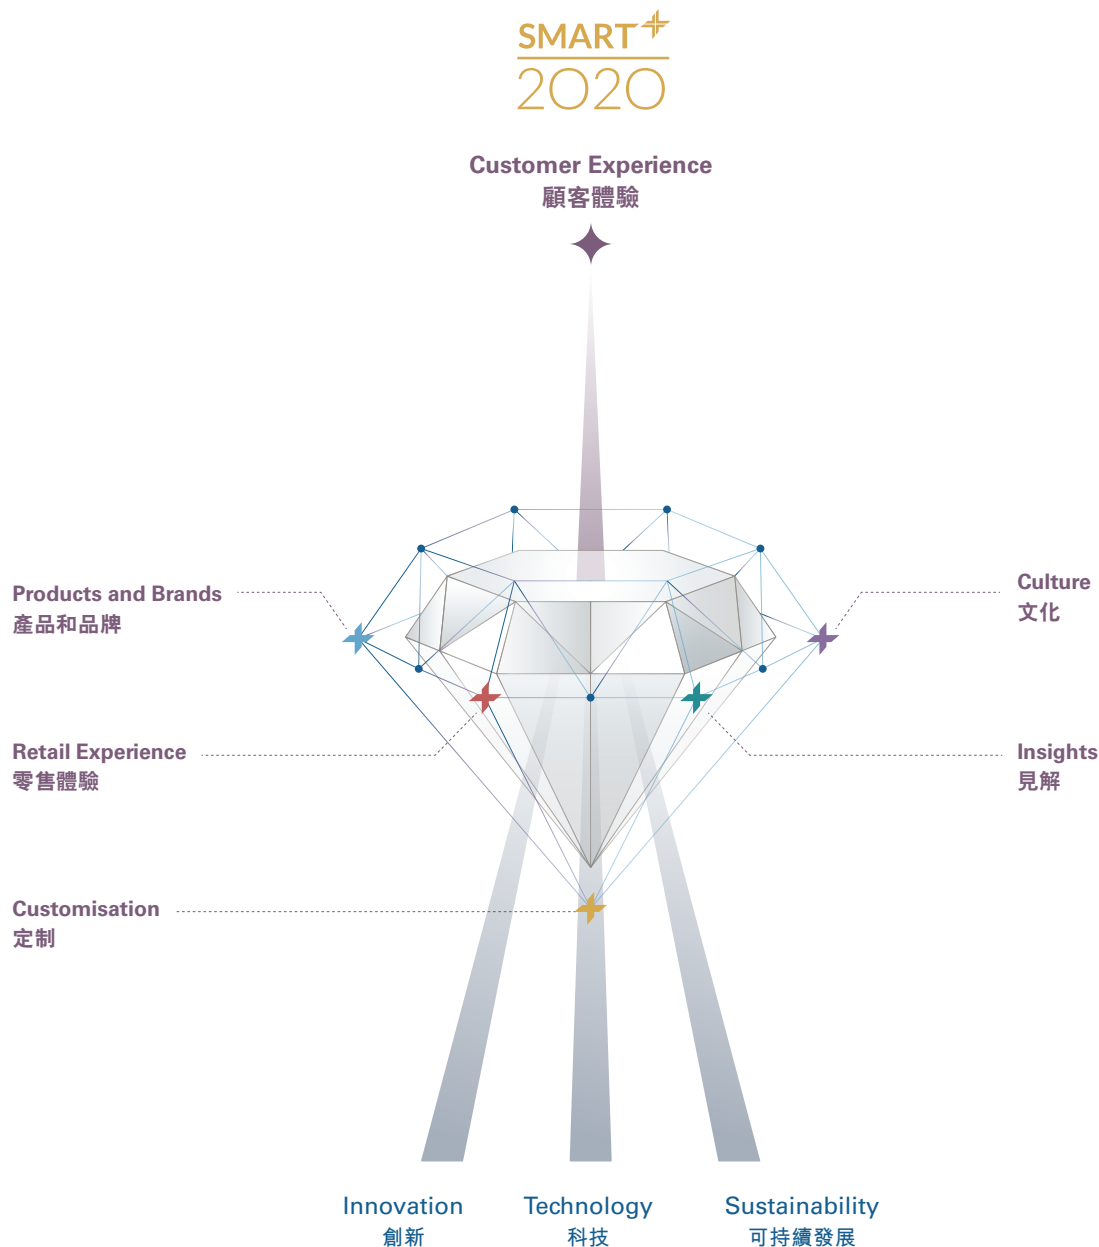 SMART+
2020
Customer Experience
顧客體驗
Products and Brands
產品和品牌
Culture
文化
Retail Experience
零售體驗
Insights
見解
Customisation
定制
Innovation
創新
Technology
科技
Sustainability
可持續發展